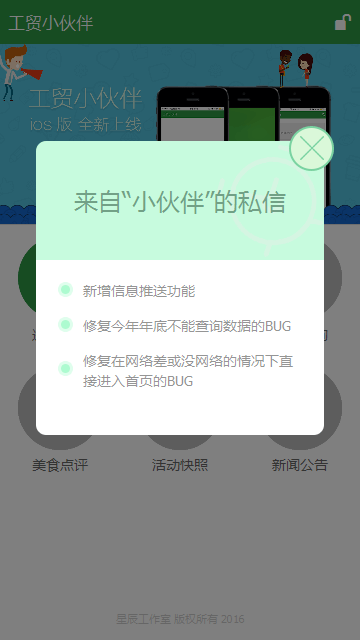 工贸小伙伴
工贸小伙伴
ios 版 全新上线
来自“小伙伴”的私信
新增信息推送功能
修复今年年底不能查询数据的BUG
修复在网络差或没网络的情况下直
接进入首页的BUG
美食点评 活动快照 新闻公告
星辰工作室 版权所有 2016